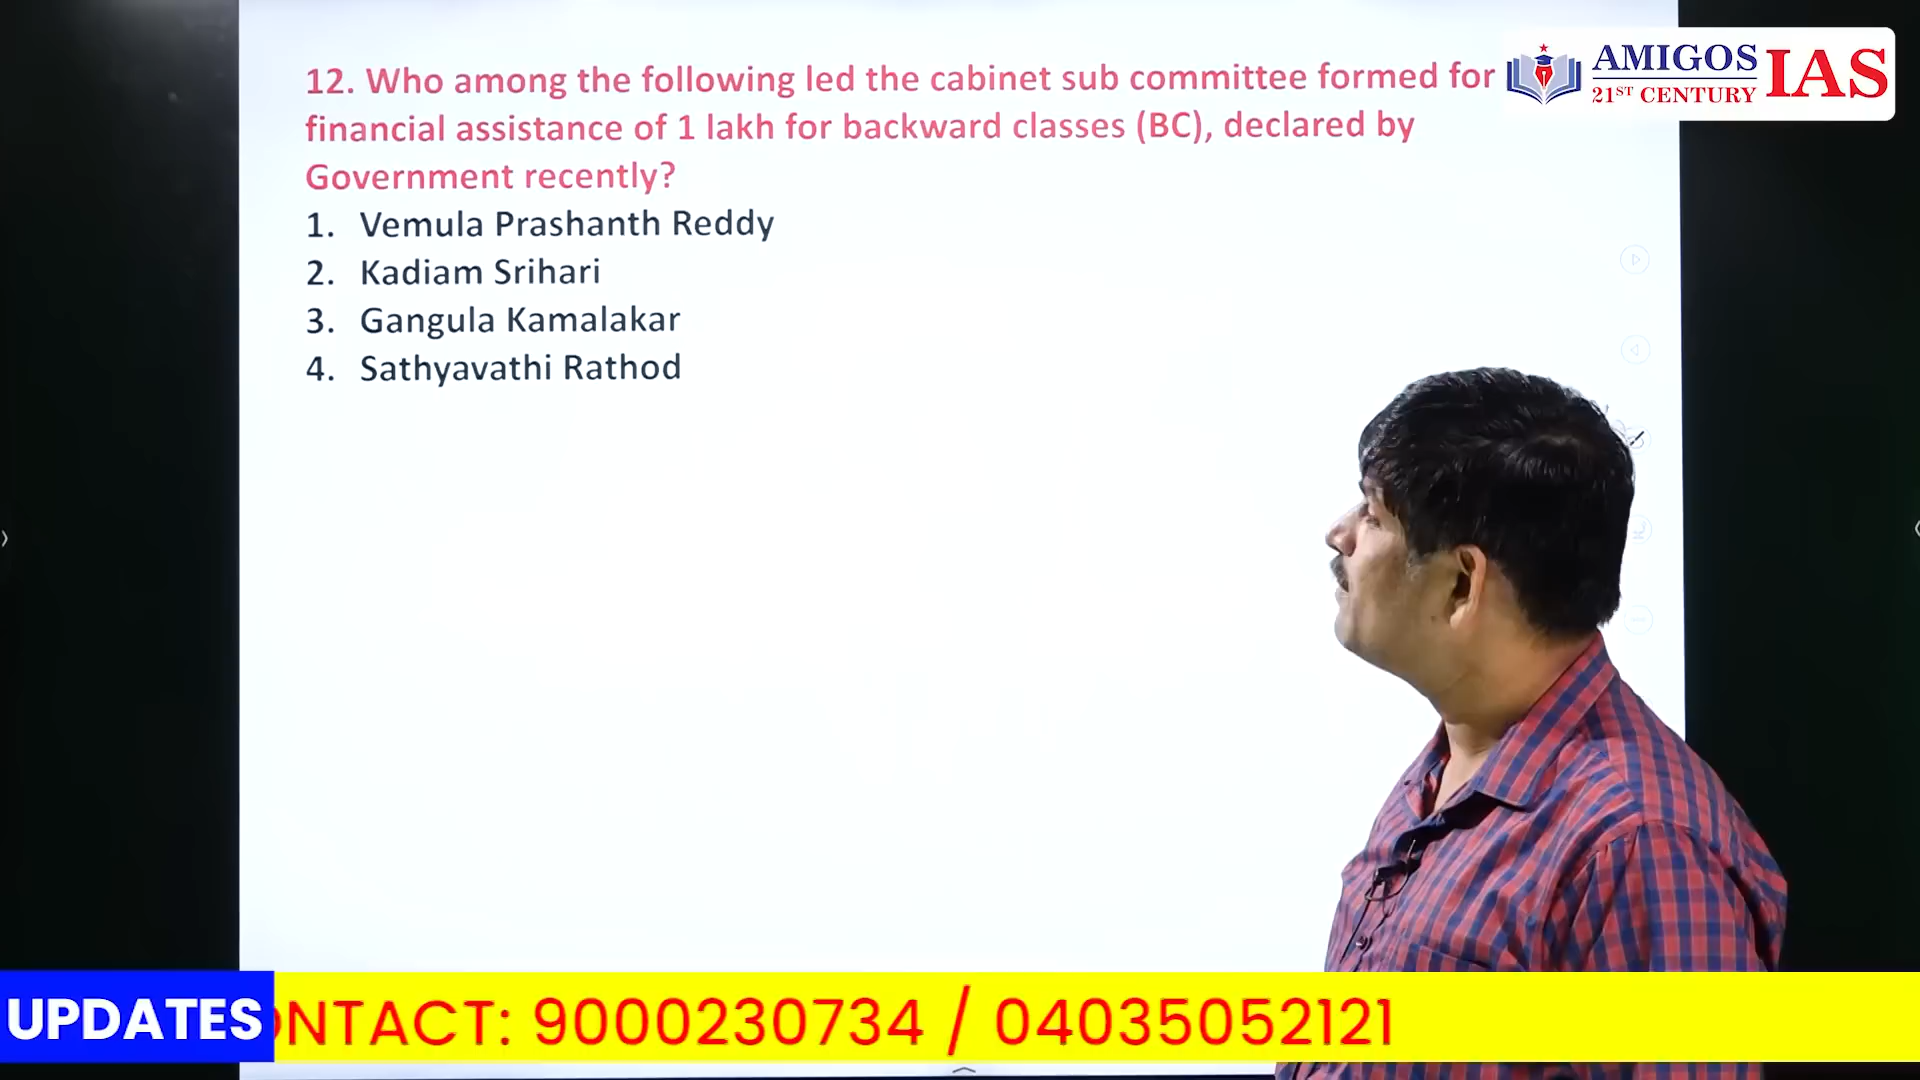 12. Who among the following led the cabinet sub committee formed for
financial assistance of 1 lakh for backward classes (BC), declared by
Government recently?
1. Vemula Prashanth Reddy
2. Kadiam Srihari
3. Gangula Kamalakar
4. Sathyavathi Rathod
AMIGOS
21ST CENTURY
IAS
UPDATES
ONTACT: 9000230734 / 04035052121